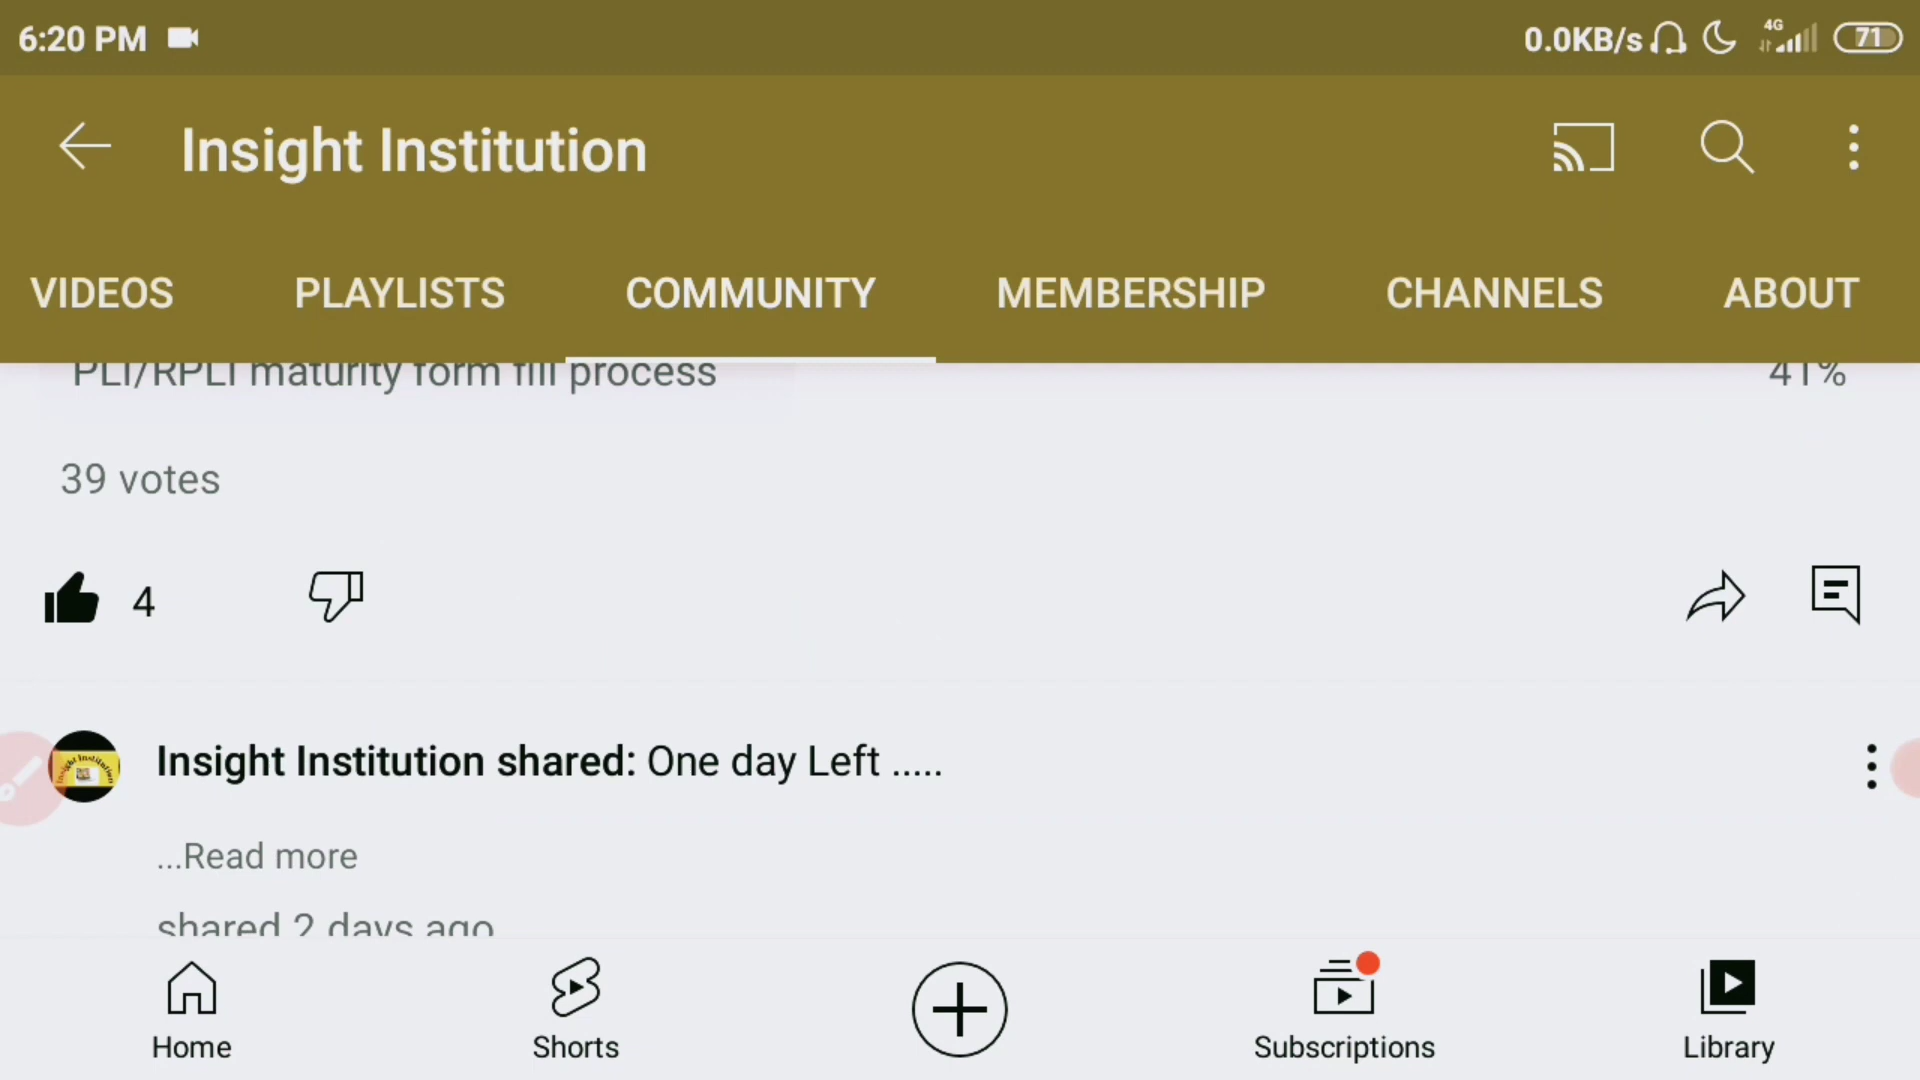 6:20 PM
0.0KB/s 4G 71
Insight Institution
VIDEOS PLAYLISTS COMMUNITY MEMBERSHIP CHANNELS ABOUT
PLI/RPLI maturity form fill process 41%
39 votes
4
Insight Institution shared: One day Left .....
...Read more
shared 2 days ago
Home Shorts Subscriptions Library